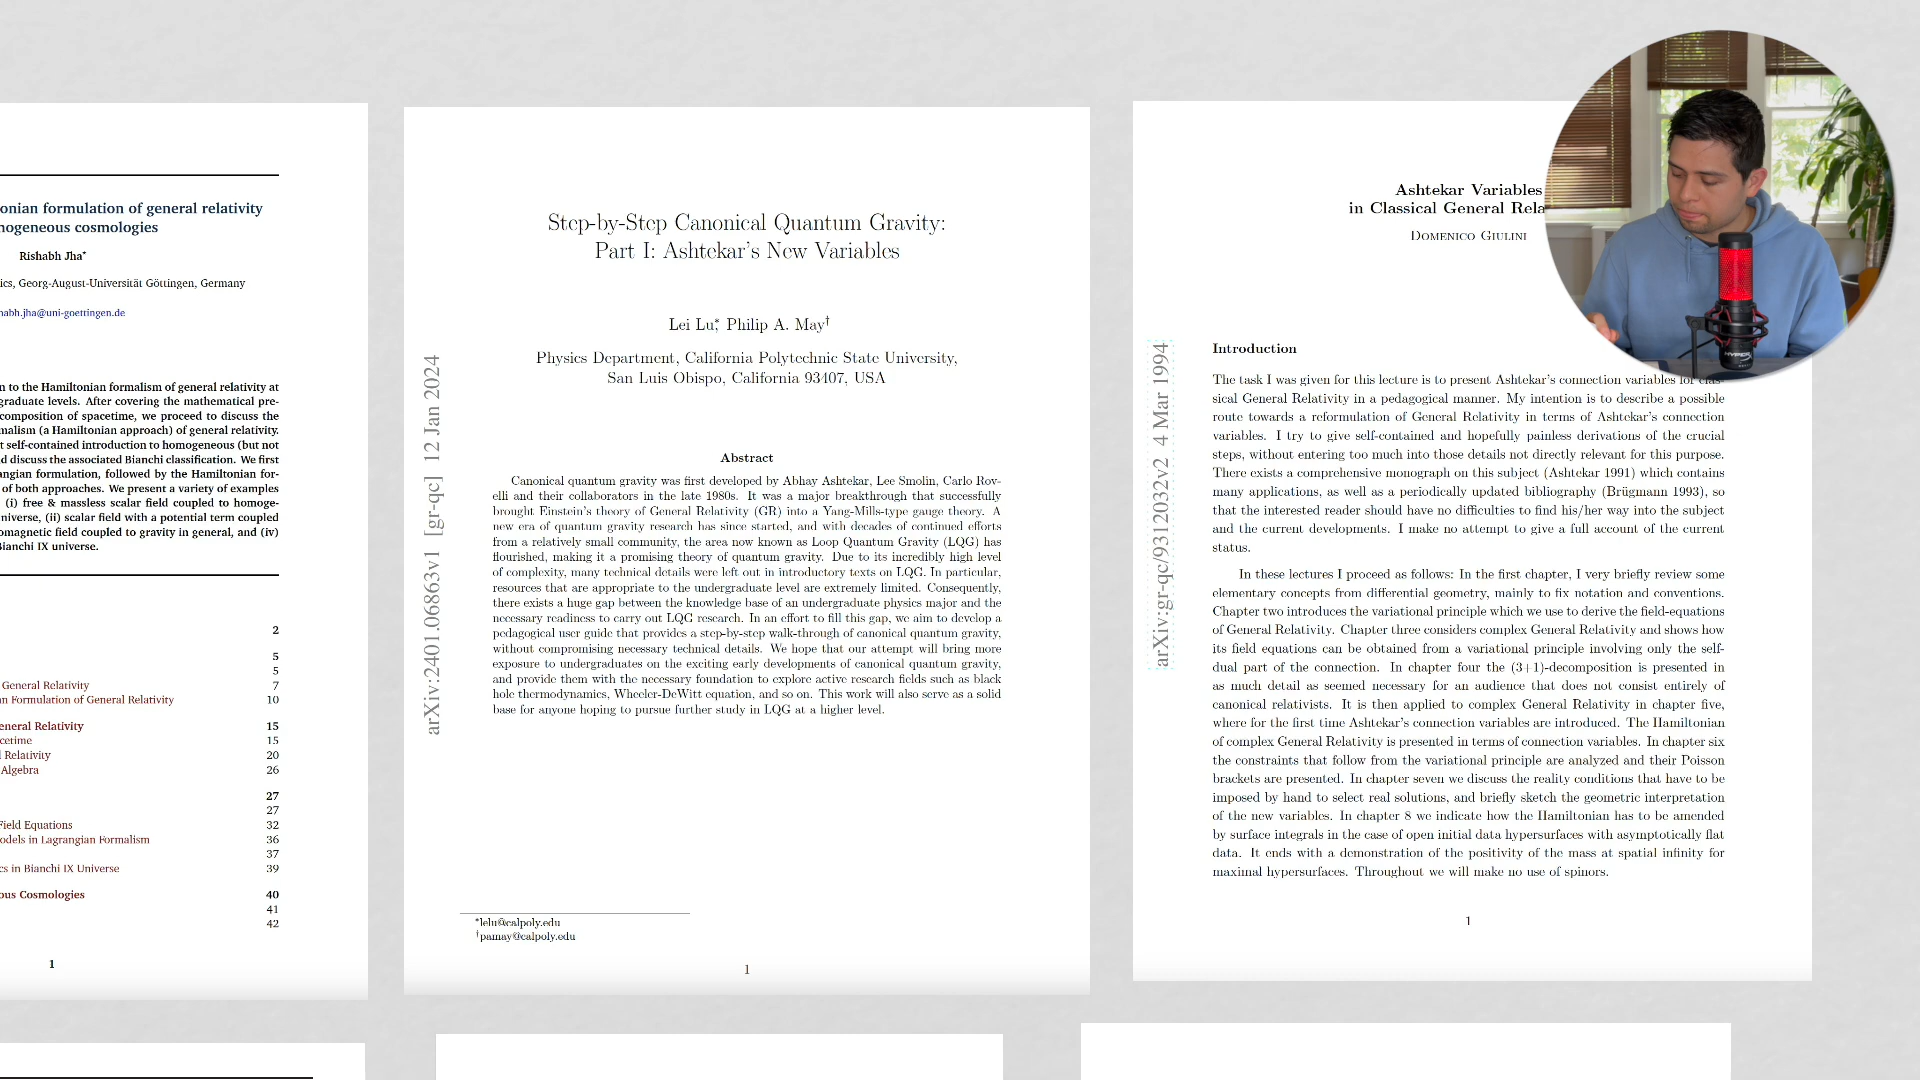 onian formulation of general relativity
nogeneous cosmologies
Rishabh Jha*
ics, Georg-August-Universität Göttingen, Germany
habh.jha@uni-goettingen.de
n to the Hamiltonian formalism of general relativity at
graduate levels. After covering the mathematical pre-
composition of spacetime, we proceed to discuss the
malism (a Hamiltonian approach) of general relativity.
t self-contained introduction to homogeneous (but not
d discuss the associated Bianchi classification. We first
angian formulation, followed by the Hamiltonian for-
of both approaches. We present a variety of examples
(i) free & massless scalar field coupled to homoge-
niverse, (ii) scalar field with a potential term coupled
omagnetic field coupled to gravity in general, and (iv)
Bianchi IX universe.
2
5
5
General Relativity 7
an Formulation of General Relativity 10
eneral Relativity 15
cetime 15
l Relativity 20
Algebra 26
27
27
Field Equations 32
odels in Lagrangian Formalism 36
37
cs in Bianchi IX Universe 39
ous Cosmologies 40
41
42
1
arXiv:2401.06863v1 [gr-qc] 12 Jan 2024
Step-by-Step Canonical Quantum Gravity:
Part I: Ashtekar's New Variables
Lei Lu*, Philip A. May†
Physics Department, California Polytechnic State University,
San Luis Obispo, California 93407, USA
Abstract
Canonical quantum gravity was first developed by Abhay Ashtekar, Lee Smolin, Carlo Rov-
elli and their collaborators in the late 1980s. It was a major breakthrough that successfully
brought Einstein's theory of General Relativity (GR) into a Yang-Mills-type gauge theory. A
new era of quantum gravity research has since started, and with decades of continued efforts
from a relatively small community, the area now known as Loop Quantum Gravity (LQG) has
flourished, making it a promising theory of quantum gravity. Due to its incredibly high level
of complexity, many technical details were left out in introductory texts on LQG. In particular,
resources that are appropriate to the undergraduate level are extremely limited. Consequently,
there exists a huge gap between the knowledge base of an undergraduate physics major and the
necessary readiness to carry out LQG research. In an effort to fill this gap, we aim to develop a
pedagogical user guide that provides a step-by-step walk-through of canonical quantum gravity,
without compromising necessary technical details. We hope that our attempt will bring more
exposure to undergraduates on the exciting early developments of canonical quantum gravity,
and provide them with the necessary foundation to explore active research fields such as black
hole thermodynamics, Wheeler-DeWitt equation, and so on. This work will also serve as a solid
base for anyone hoping to pursue further study in LQG at a higher level.
*lelu@calpoly.edu
†pamay@calpoly.edu
1
arXiv:gr-qc/9312032v2 4 Mar 1994
Ashtekar Variables
in Classical General Rela
Domenico Giulini
Introduction
The task I was given for this lecture is to present Ashtekar's connection variables for clas-
sical General Relativity in a pedagogical manner. My intention is to describe a possible
route towards a reformulation of General Relativity in terms of Ashtekar's connection
variables. I try to give self-contained and hopefully painless derivations of the crucial
steps, without entering too much into those details not directly relevant for this purpose.
There exists a comprehensive monograph on this subject (Ashtekar 1991) which contains
many applications, as well as a periodically updated bibliography (Brügmann 1993), so
that the interested reader should have no difficulties to find his/her way into the subject
and the current developments. I make no attempt to give a full account of the current
status.
In these lectures I proceed as follows: In the first chapter, I very briefly review some
elementary concepts from differential geometry, mainly to fix notation and conventions.
Chapter two introduces the variational principle which we use to derive the field-equations
of General Relativity. Chapter three considers complex General Relativity and shows how
its field equations can be obtained from a variational principle involving only the self-
dual part of the connection. In chapter four the (3+1)-decomposition is presented in
as much detail as seemed necessary for an audience that does not consist entirely of
canonical relativists. It is then applied to complex General Relativity in chapter five,
where for the first time Ashtekar's connection variables are introduced. The Hamiltonian
of complex General Relativity is presented in terms of connection variables. In chapter six
the constraints that follow from the variational principle are analyzed and their Poisson
brackets are presented. In chapter seven we discuss the reality conditions that have to be
imposed by hand to select real solutions, and briefly sketch the geometric interpretation
of the new variables. In chapter 8 we indicate how the Hamiltonian has to be amended
by surface integrals in the case of open initial data hypersurfaces with asymptotically flat
data. It ends with a demonstration of the positivity of the mass at spatial infinity for
maximal hypersurfaces. Throughout we will make no use of spinors.
1
HYPERX